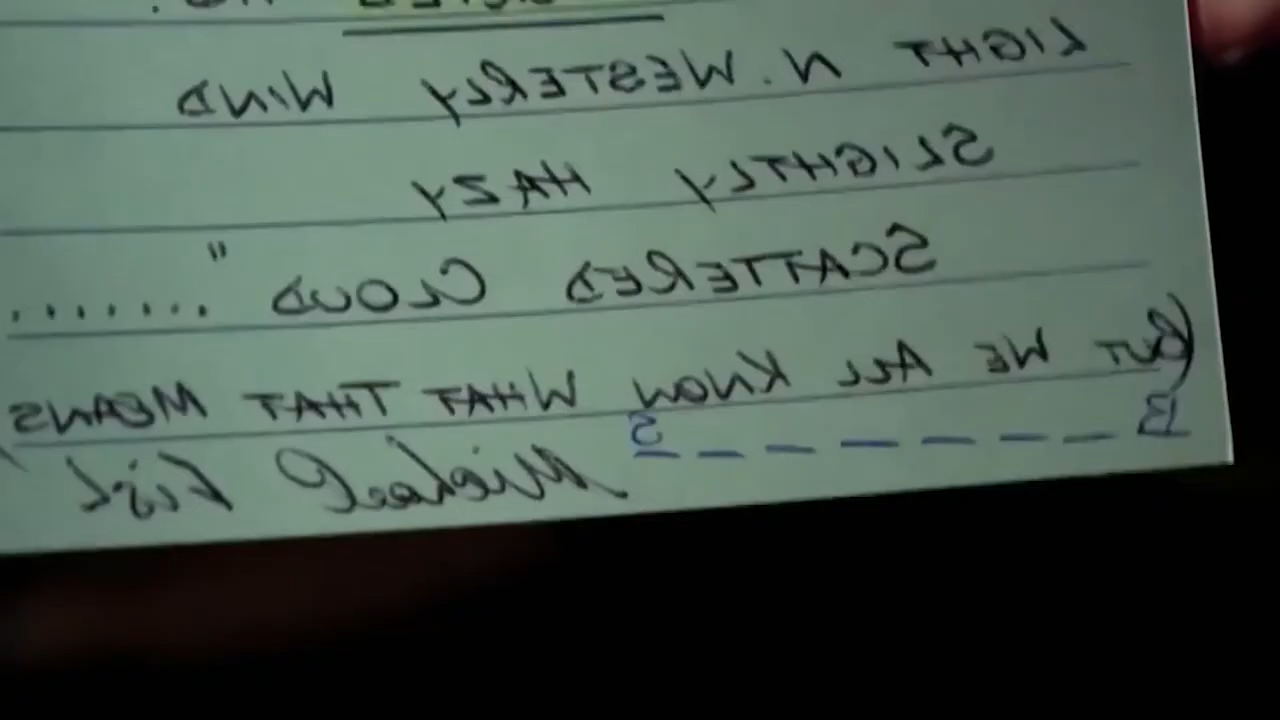 LIGHT N. WESTERLY WIND
SLIGHTLY HAZY
SCATTERED CLOUD " .......
(BUT WE ALL KNOW WHAT THAT MEANS
B _ _ _ _ _ _ S
Michael Fish